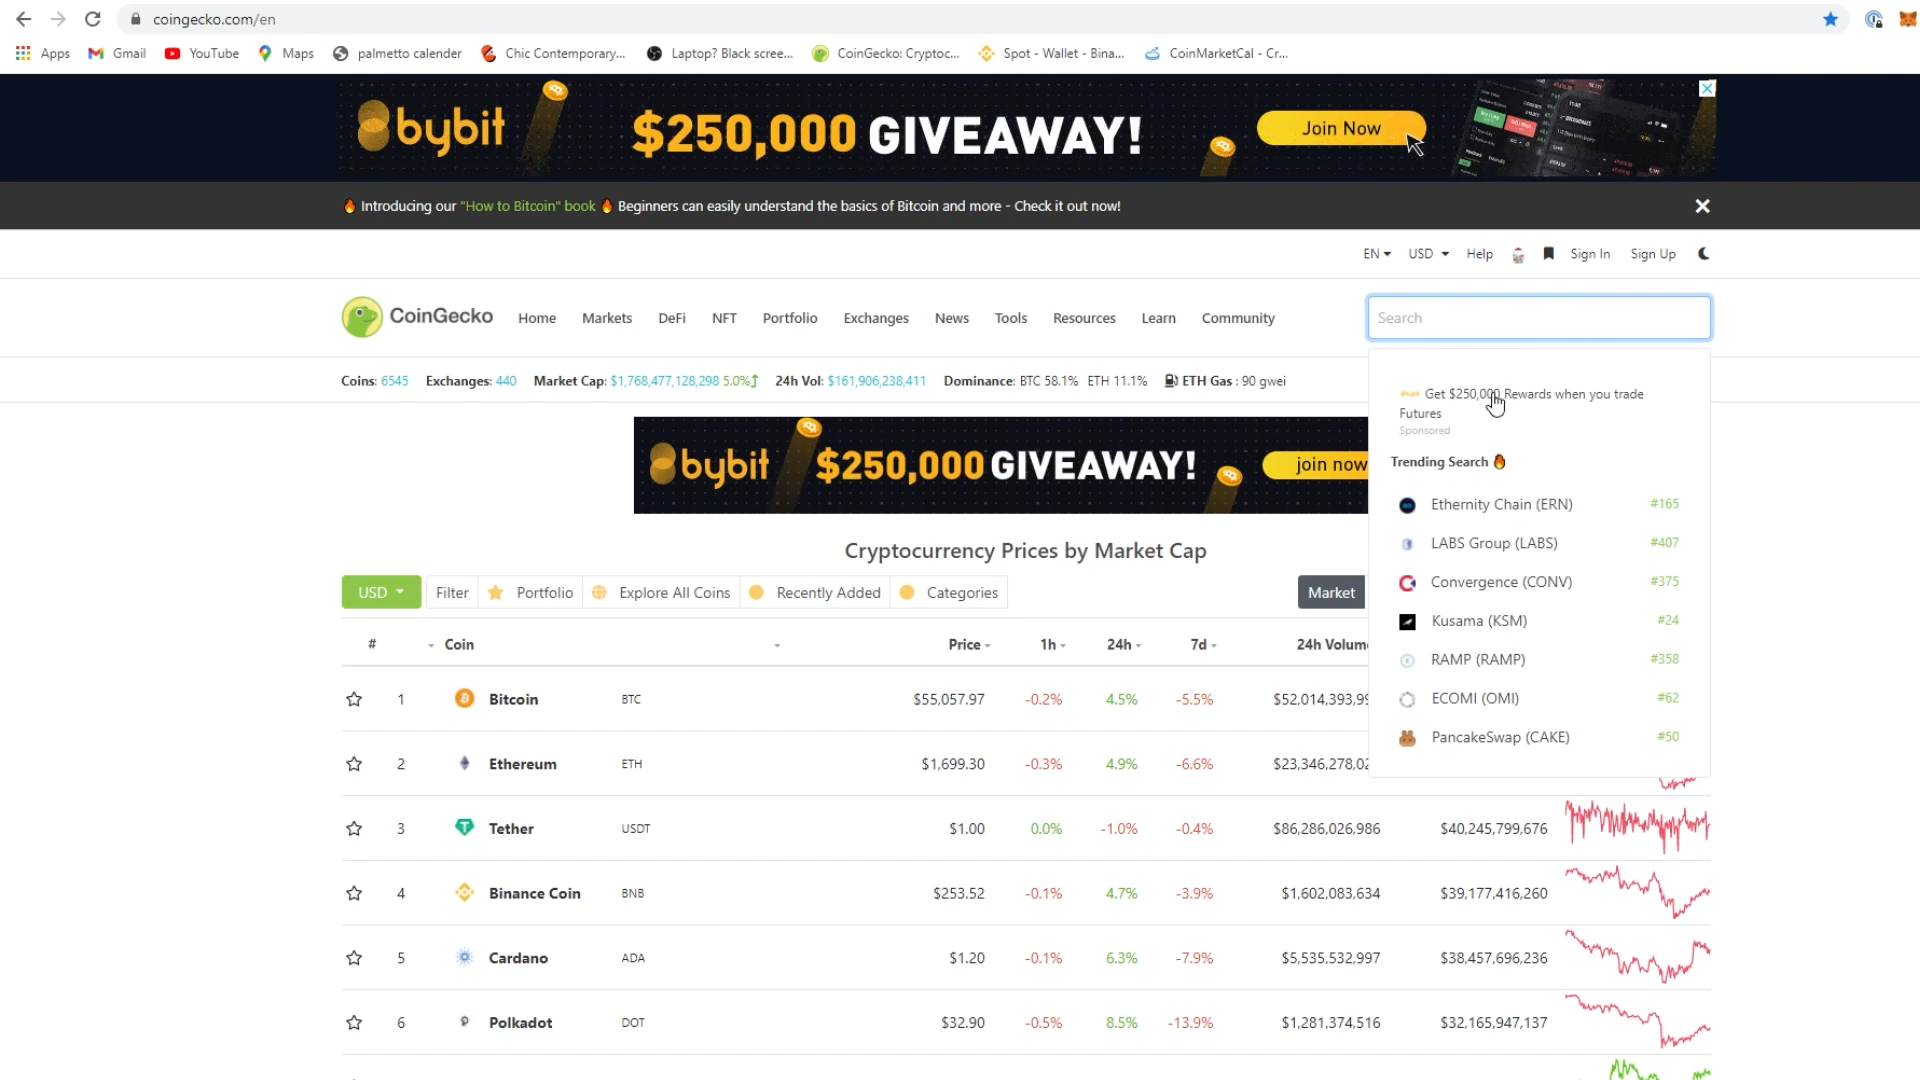 coingecko.com/en
Apps Gmail YouTube Maps palmetto calender Chic Contemporary... Laptop? Black scree... CoinGecko: Cryptoc... Spot - Wallet - Bina... CoinMarketCal - Cr...
bybit $250,000 GIVEAWAY! Join Now
🔥 Introducing our "How to Bitcoin" book 🔥 Beginners can easily understand the basics of Bitcoin and more - Check it out now!
EN USD Help Sign In Sign Up
CoinGecko Home Markets DeFi NFT Portfolio Exchanges News Tools Resources Learn Community Search
Coins: 6545 Exchanges: 440 Market Cap: $1,768,477,128,298 5.0% 24h Vol: $161,906,238,411 Dominance: BTC 58.1% ETH 11.1% ETH Gas : 90 gwei
Get $250,000 Rewards when you trade
Futures
Sponsored
Trending Search 🔥
Ethernity Chain (ERN) #165
LABS Group (LABS) #407
Convergence (CONV) #375
Kusama (KSM) #24
RAMP (RAMP) #358
ECOMI (OMI) #62
PancakeSwap (CAKE) #50
bybit $250,000 GIVEAWAY! join now
Cryptocurrency Prices by Market Cap
USD Filter Portfolio Explore All Coins Recently Added Categories Market
# Coin Price 1h 24h 7d 24h Volum
1 Bitcoin BTC $55,057.97 -0.2% 4.5% -5.5% $52,014,393,9
2 Ethereum ETH $1,699.30 -0.3% 4.9% -6.6% $23,346,278,02
3 Tether USDT $1.00 0.0% -1.0% -0.4% $86,286,026,986 $40,245,799,676
4 Binance Coin BNB $253.52 -0.1% 4.7% -3.9% $1,602,083,634 $39,177,416,260
5 Cardano ADA $1.20 -0.1% 6.3% -7.9% $5,535,532,997 $38,457,696,236
6 Polkadot DOT $32.90 -0.5% 8.5% -13.9% $1,281,374,516 $32,165,947,137